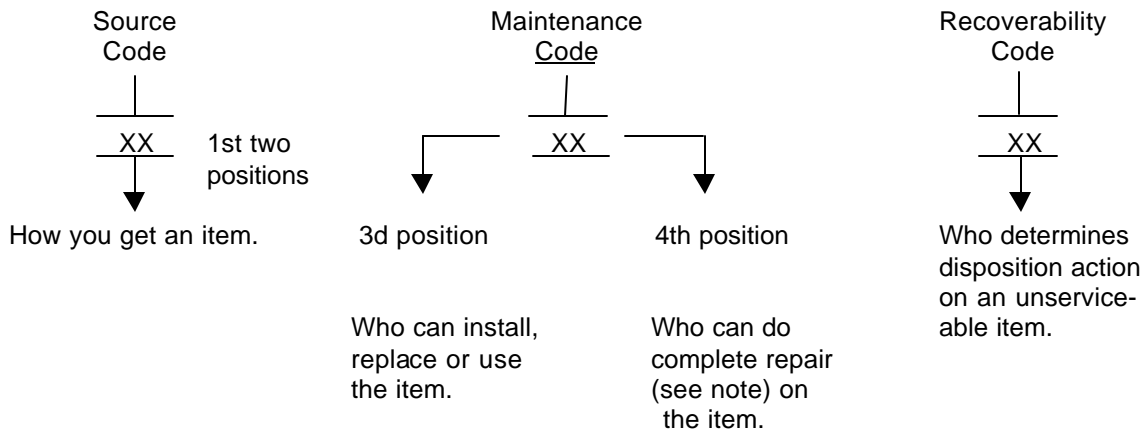 Source
Code
XX
1st two
positions
How you get an item.
Maintenance
Code
XX
3d position
Who can install,
replace or use
the item.
4th position
Who can do
complete repair
(see note) on
the item.
Recoverability
Code
XX
Who determines
disposition action
on an unservice-
able item.